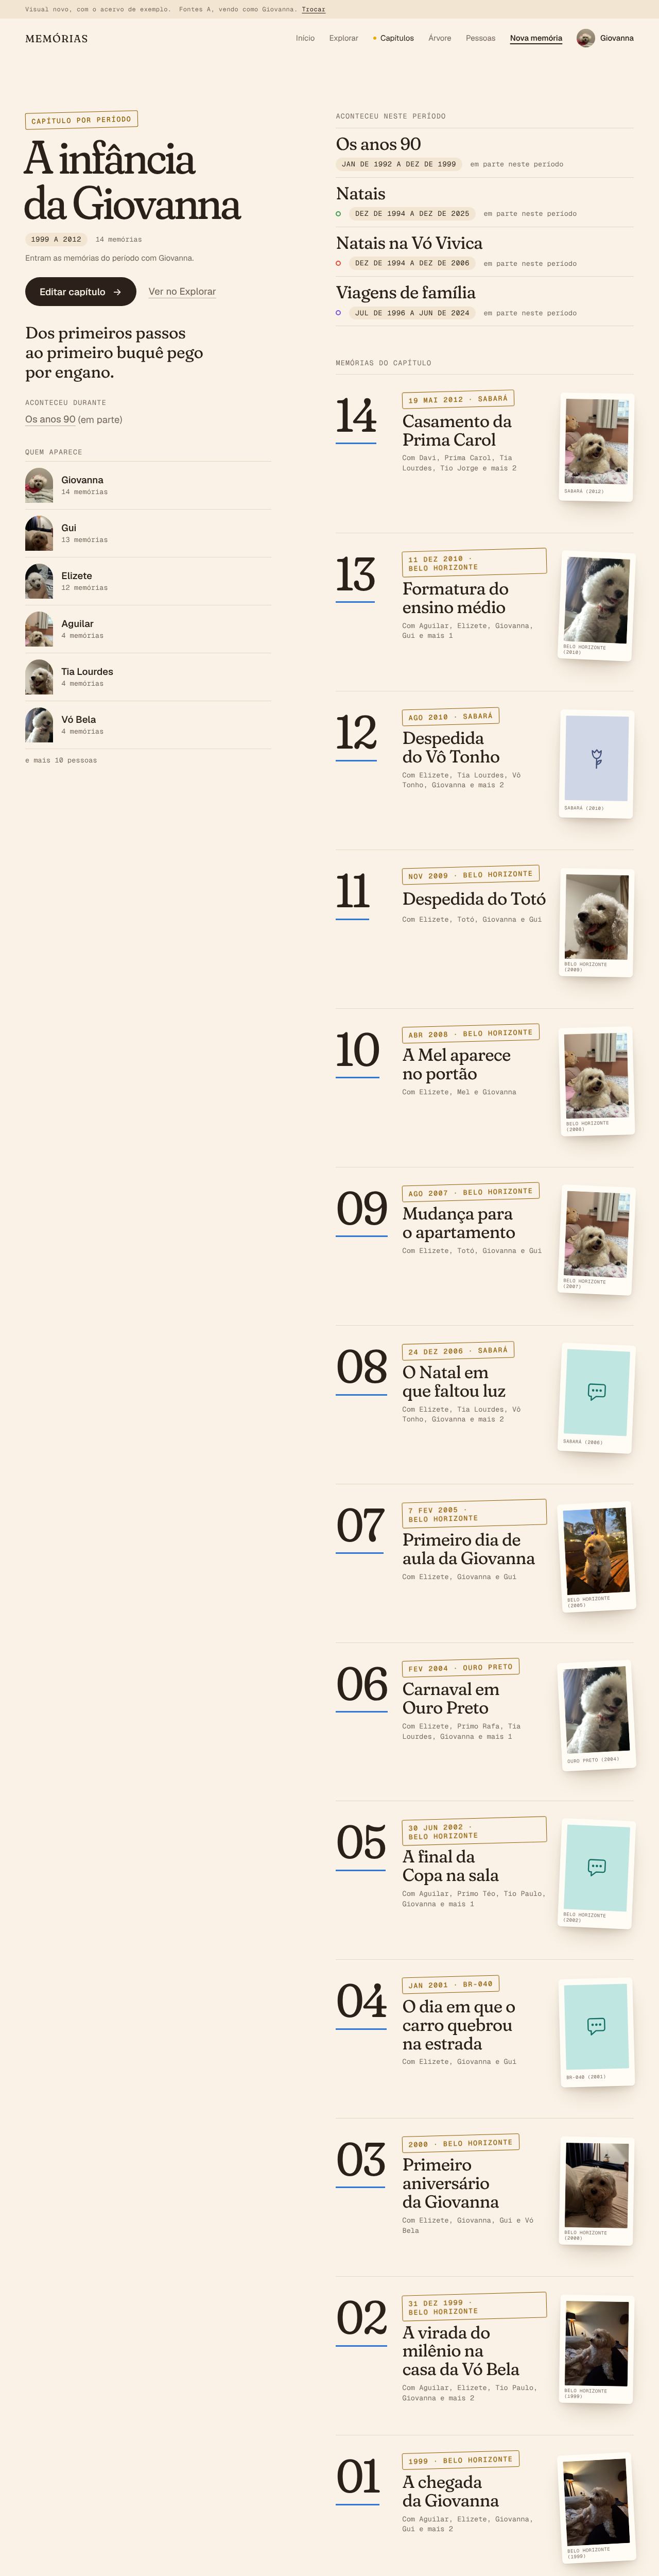 Visual novo, com o acervo de exemplo. Fontes A, vendo como Giovanna. Trocar
MEMÓRIAS
Início Explorar Capítulos Árvore Pessoas Nova memória Giovanna
CAPÍTULO POR PERÍODO
A infância
da Giovanna
1999 A 2012 14 memórias
Entram as memórias do período com Giovanna.
Editar capítulo → Ver no Explorar
Dos primeiros passos
ao primeiro buquê pego
por engano.
ACONTECEU DURANTE
Os anos 90 (em parte)
QUEM APARECE
Giovanna
14 memórias
Gui
13 memórias
Elizete
12 memórias
Aguilar
4 memórias
Tia Lourdes
4 memórias
Vó Bela
4 memórias
e mais 10 pessoas
ACONTECEU NESTE PERÍODO
Os anos 90
JAN DE 1992 A DEZ DE 1999 em parte neste período
Natais
DEZ DE 1994 A DEZ DE 2025 em parte neste período
Natais na Vó Vivica
DEZ DE 1994 A DEZ DE 2006 em parte neste período
Viagens de família
JUL DE 1996 A JUN DE 2024 em parte neste período
MEMÓRIAS DO CAPÍTULO
14
19 MAI 2012 · SABARÁ
Casamento da
Prima Carol
Com Davi, Prima Carol, Tia
Lourdes, Tio Jorge e mais 2
SABARÁ (2012)
13
11 DEZ 2010 ·
BELO HORIZONTE
Formatura do
ensino médio
Com Aguilar, Elizete, Giovanna,
Gui e mais 1
BELO HORIZONTE
(2010)
12
AGO 2010 · SABARÁ
Despedida
do Vô Tonho
Com Elizete, Tia Lourdes, Vô
Tonho, Giovanna e mais 2
SABARÁ (2010)
11
NOV 2009 · BELO HORIZONTE
Despedida do Totó
Com Elizete, Totó, Giovanna e Gui
BELO HORIZONTE
(2009)
10
ABR 2008 · BELO HORIZONTE
A Mel aparece
no portão
Com Elizete, Mel e Giovanna
BELO HORIZONTE
(2008)
09
AGO 2007 · BELO HORIZONTE
Mudança para
o apartamento
Com Elizete, Totó, Giovanna e Gui
BELO HORIZONTE
(2007)
08
24 DEZ 2006 · SABARÁ
O Natal em
que faltou luz
Com Elizete, Tia Lourdes, Vô
Tonho, Giovanna e mais 2
SABARÁ (2006)
07
7 FEV 2005 ·
BELO HORIZONTE
Primeiro dia de
aula da Giovanna
Com Elizete, Giovanna e Gui
BELO HORIZONTE
(2005)
06
FEV 2004 · OURO PRETO
Carnaval em
Ouro Preto
Com Elizete, Primo Rafa, Tia
Lourdes, Giovanna e mais 1
OURO PRETO (2004)
05
30 JUN 2002 ·
BELO HORIZONTE
A final da
Copa na sala
Com Aguilar, Primo Téo, Tio Paulo,
Giovanna e mais 1
BELO HORIZONTE
(2002)
04
JAN 2001 · BR-040
O dia em que o
carro quebrou
na estrada
Com Elizete, Giovanna e Gui
BR-040 (2001)
03
2000 · BELO HORIZONTE
Primeiro
aniversário
da Giovanna
Com Elizete, Giovanna, Gui e Vó
Bela
BELO HORIZONTE
(2000)
02
31 DEZ 1999 ·
BELO HORIZONTE
A virada do
milênio na
casa da Vó Bela
Com Aguilar, Elizete, Tio Paulo,
Giovanna e mais 2
BELO HORIZONTE
(1999)
01
1999 · BELO HORIZONTE
A chegada
da Giovanna
Com Aguilar, Elizete, Giovanna,
Gui e mais 2
BELO HORIZONTE
(1999)